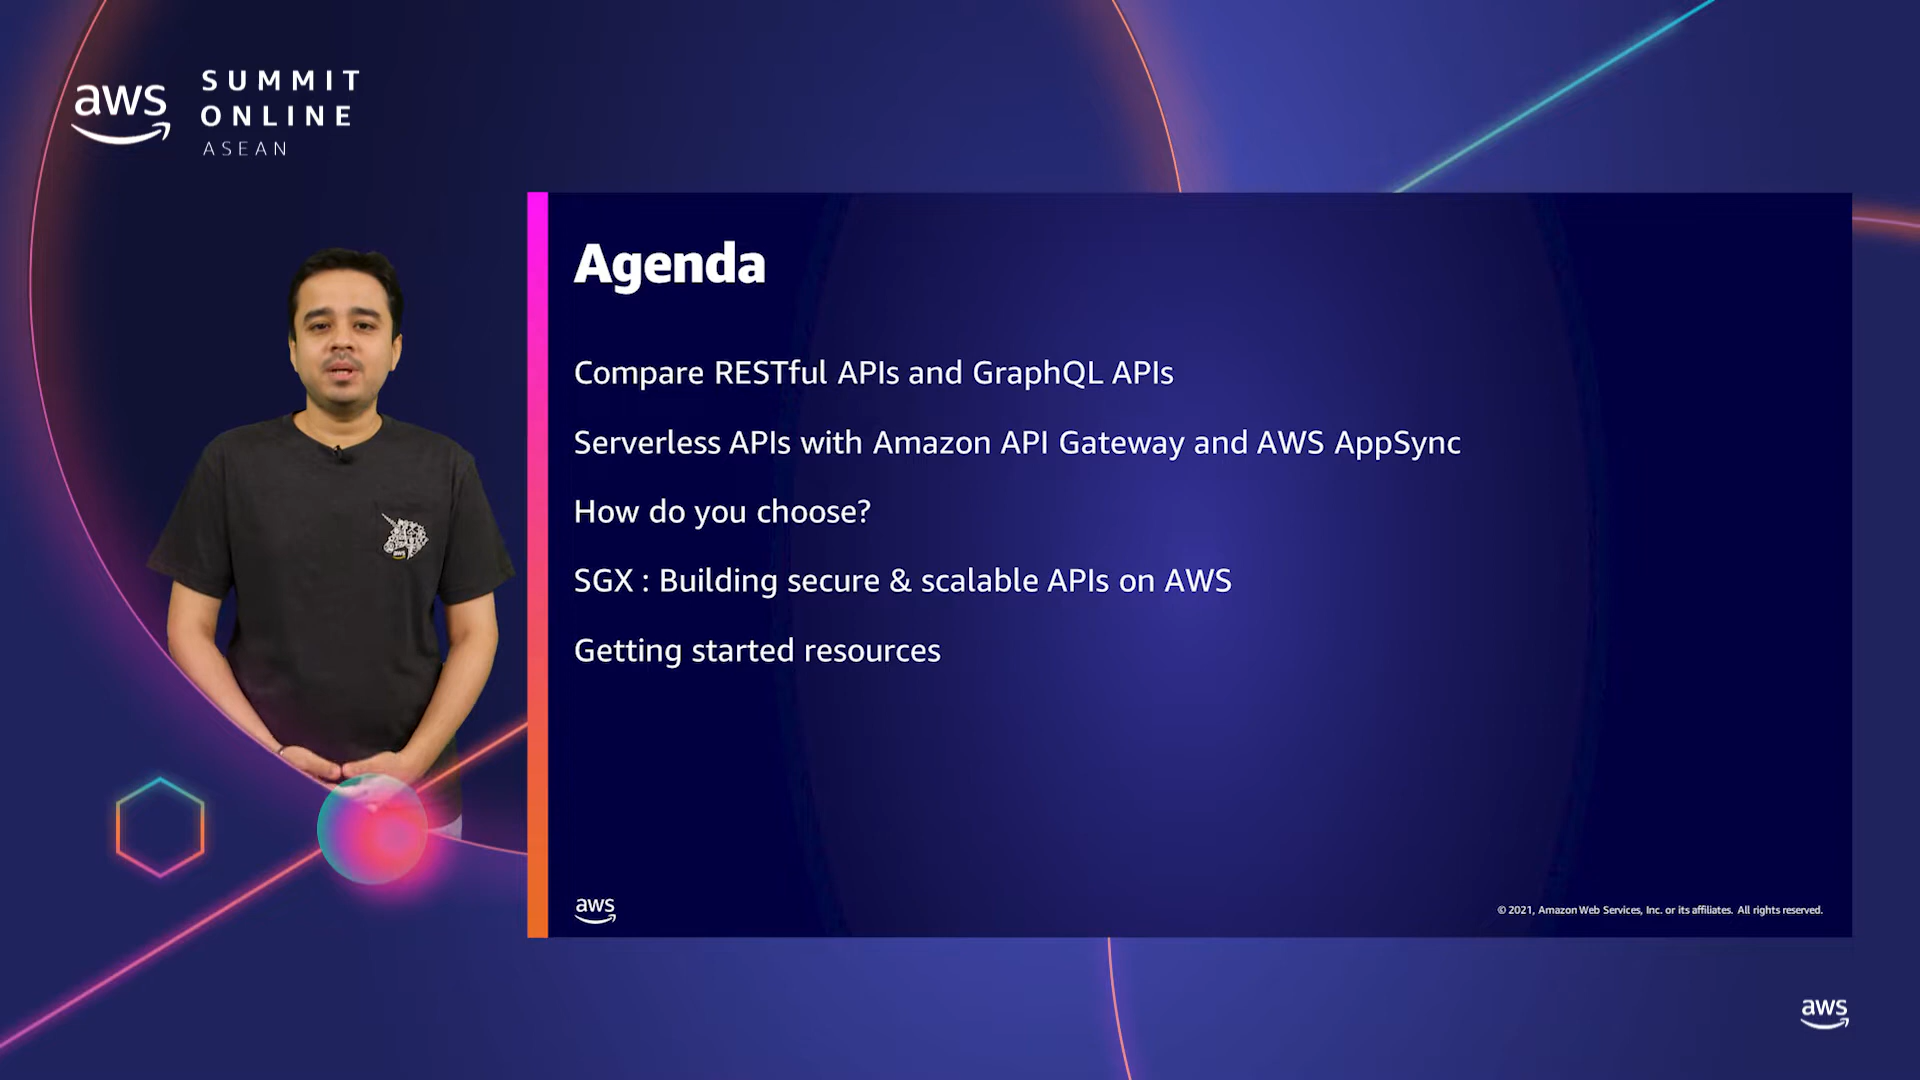 aws
SUMMIT
ONLINE
ASEAN
Agenda
Compare RESTful APIs and GraphQL APIs
Serverless APIs with Amazon API Gateway and AWS AppSync
How do you choose?
SGX : Building secure & scalable APIs on AWS
Getting started resources
aws
aws
© 2021, Amazon Web Services, Inc. or its affiliates. All rights reserved.
aws